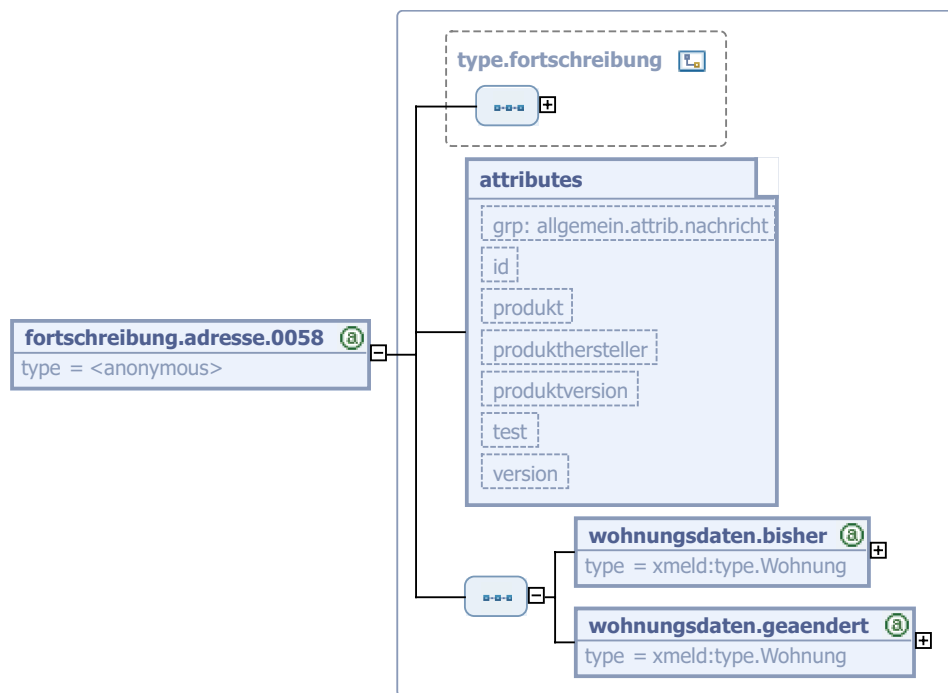 type.fortschreibung
attributes
grp: allgemein.attrib.nachricht
id
produkt
produkthersteller
produktversion
test
version
fortschreibung.adresse.0058 @
type = <anonymous>
wohnungsdaten.bisher @
type = xmeld:type.Wohnung
wohnungsdaten.geaendert @
type = xmeld:type.Wohnung